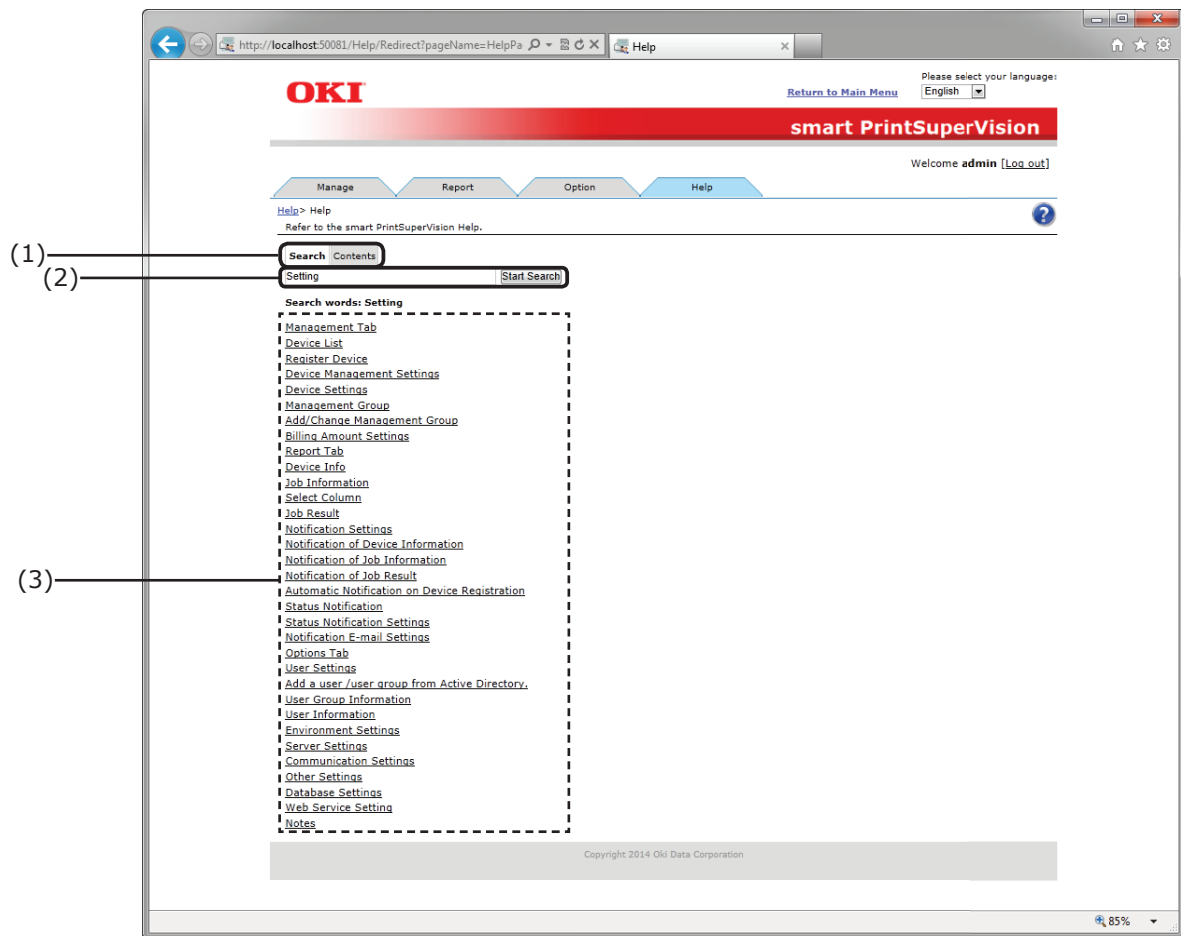 http://localhost:50081/Help/Redirect?pageName=HelpPa
Help
Please select your language:
OKI
Return to Main Menu
English
smart PrintSuperVision
Welcome admin [Log out]
Manage
Report
Option
Help
Help> Help
?
Refer to the smart PrintSuperVision Help.
(1)
Search
Contents
(2)
Setting
Start Search
Search words: Setting
Management Tab
Device List
Register Device
Device Management Settings
Device Settings
Management Group
Add/Change Management Group
Billing Amount Settings
Report Tab
Device Info
Job Information
Select Column
Job Result
Notification Settings
Notification of Device Information
Notification of Job Information
(3)
Notification of Job Result
Automatic Notification on Device Registration
Status Notification
Status Notification Settings
Notification E-mail Settings
Options Tab
User Settings
Add a user /user group from Active Directory.
User Group Information
User Information
Environment Settings
Server Settings
Communication Settings
Other Settings
Database Settings
Web Service Setting
Notes
Copyright 2014 Oki Data Corporation
85%